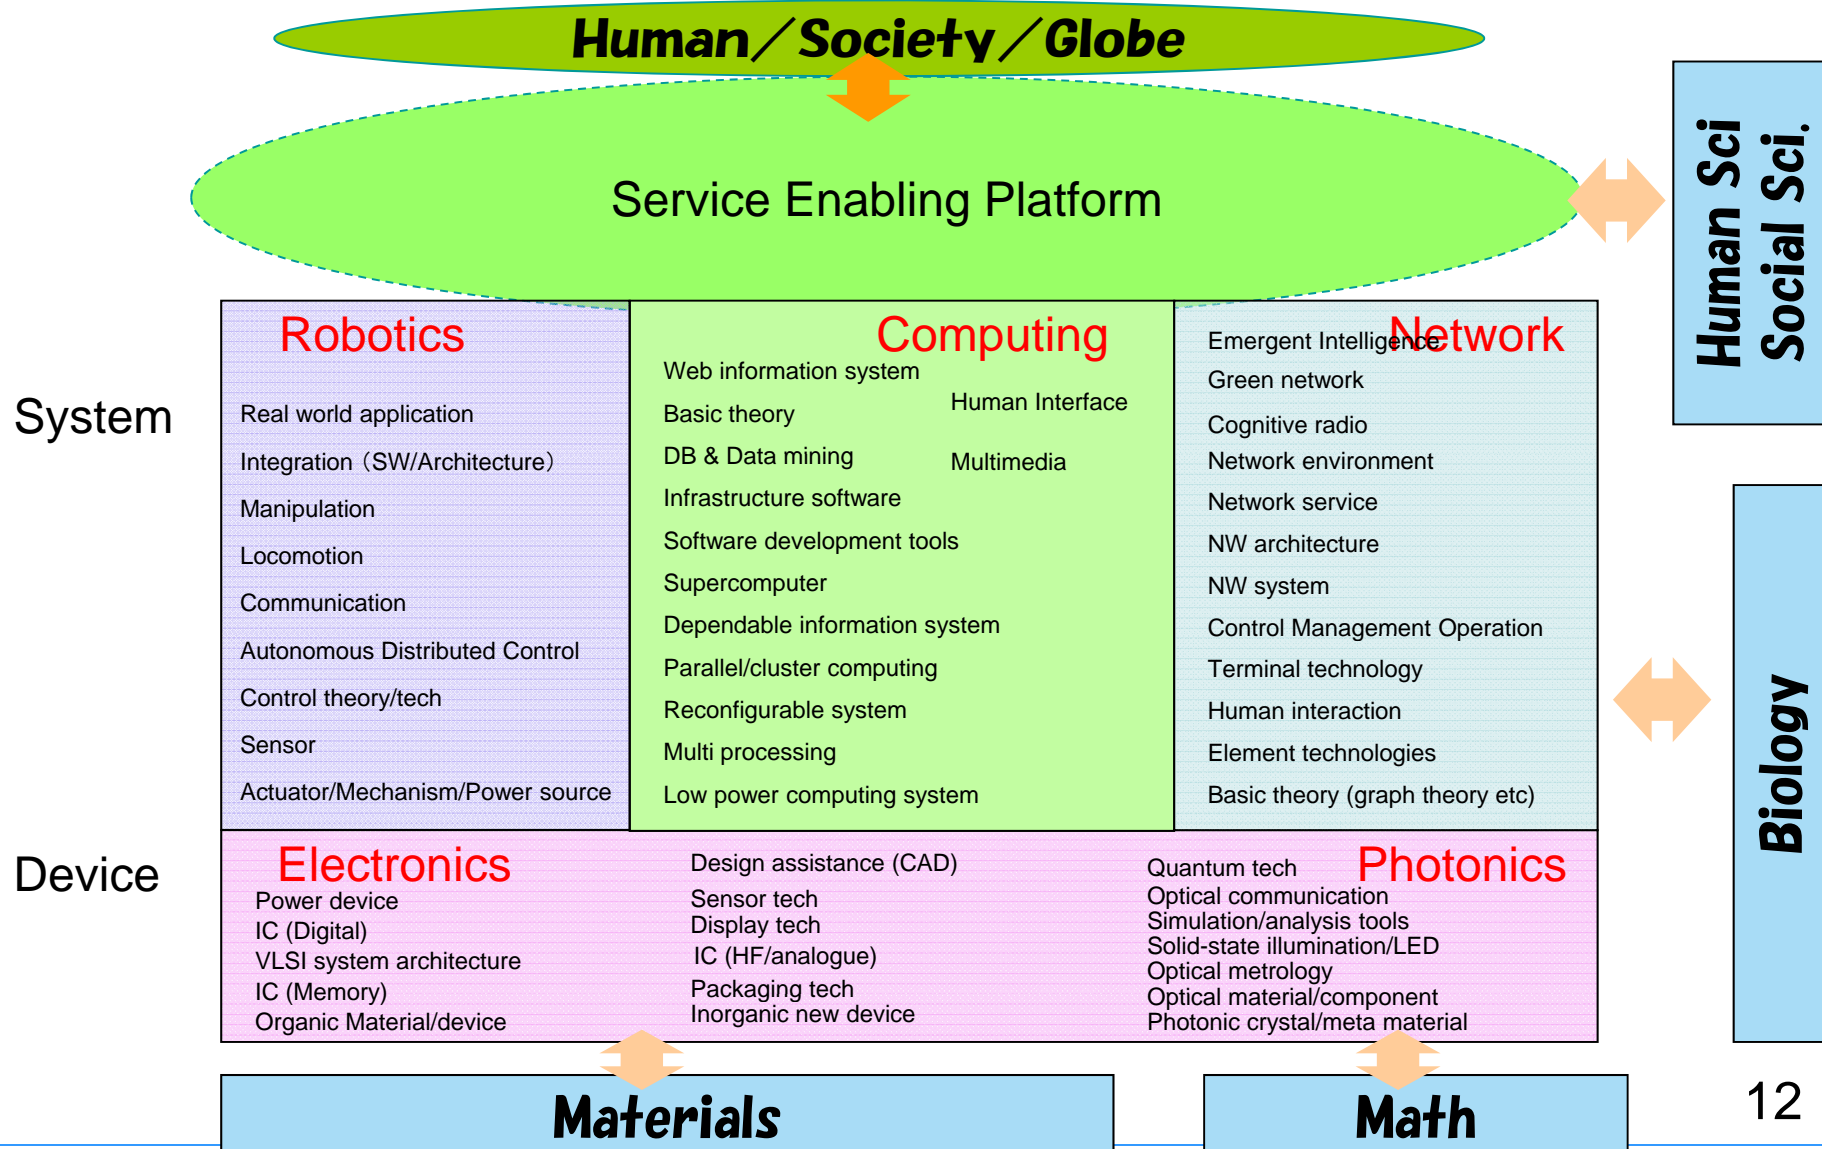 Human／Society／Globe
Service Enabling Platform
Human Sci
Social Sci.
System
Robotics
Real world application
Integration（SW/Architecture）
Manipulation
Locomotion
Communication
Autonomous Distributed Control
Control theory/tech
Sensor
Actuator/Mechanism/Power source
Computing
Web information system
Basic theory
DB & Data mining
Infrastructure software
Software development tools
Supercomputer
Dependable information system
Parallel/cluster computing
Reconfigurable system
Multi processing
Low power computing system
Human Interface
Multimedia
Network
Emergent Intelligence
Green network
Cognitive radio
Network environment
Network service
NW architecture
NW system
Control Management Operation
Terminal technology
Human interaction
Element technologies
Basic theory (graph theory etc)
Biology
Device
Electronics
Power device
IC (Digital)
VLSI system architecture
IC (Memory)
Organic Material/device
Design assistance (CAD)
Sensor tech
Display tech
IC (HF/analogue)
Packaging tech
Inorganic new device
Photonics
Quantum tech
Optical communication
Simulation/analysis tools
Solid-state illumination/LED
Optical metrology
Optical material/component
Photonic crystal/meta material
Materials
Math
12